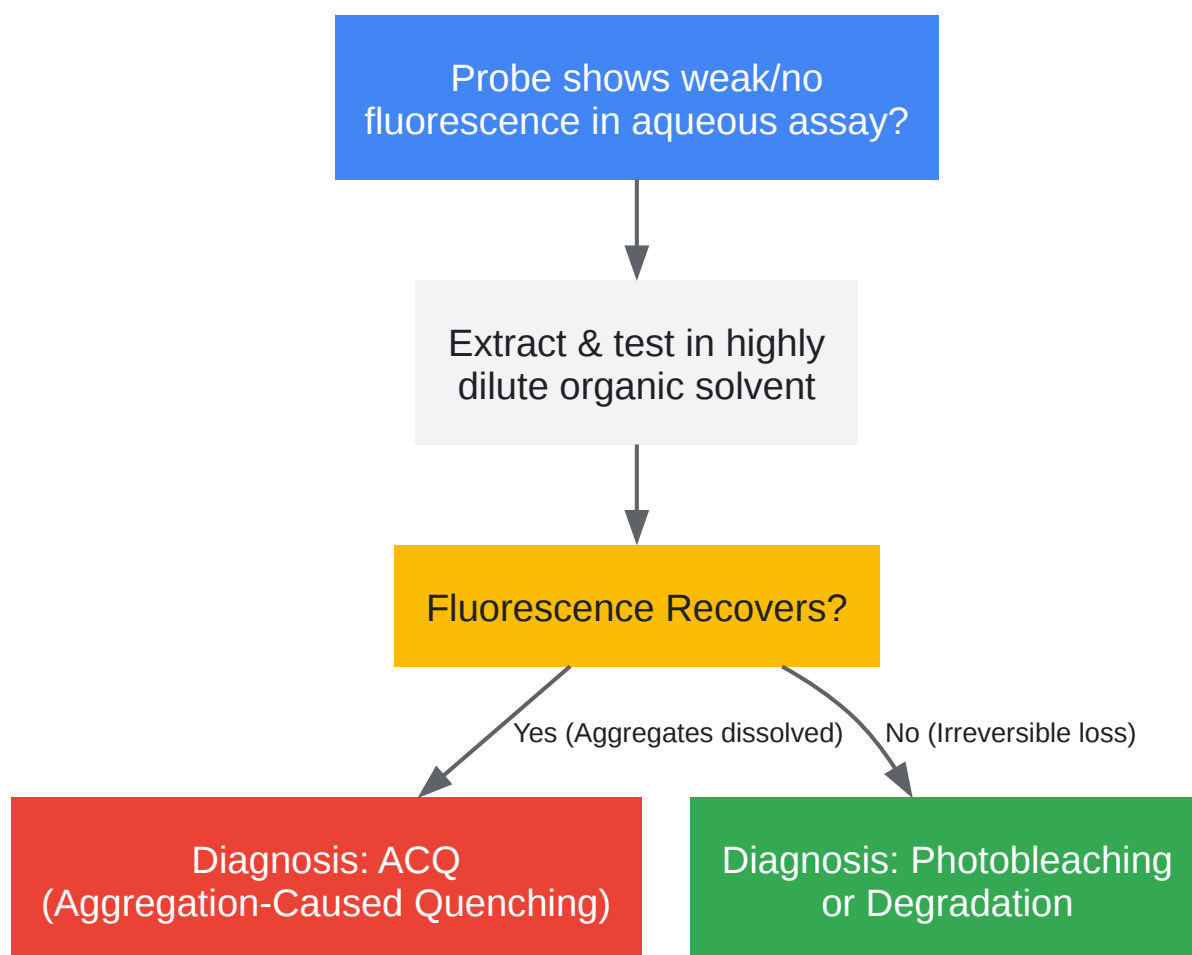 Probe shows weak/no
fluorescence in aqueous assay?
Extract & test in highly
dilute organic solvent
Fluorescence Recovers?
Yes (Aggregates dissolved)
No (Irreversible loss)
Diagnosis: ACQ
(Aggregation-Caused Quenching)
Diagnosis: Photobleaching
or Degradation